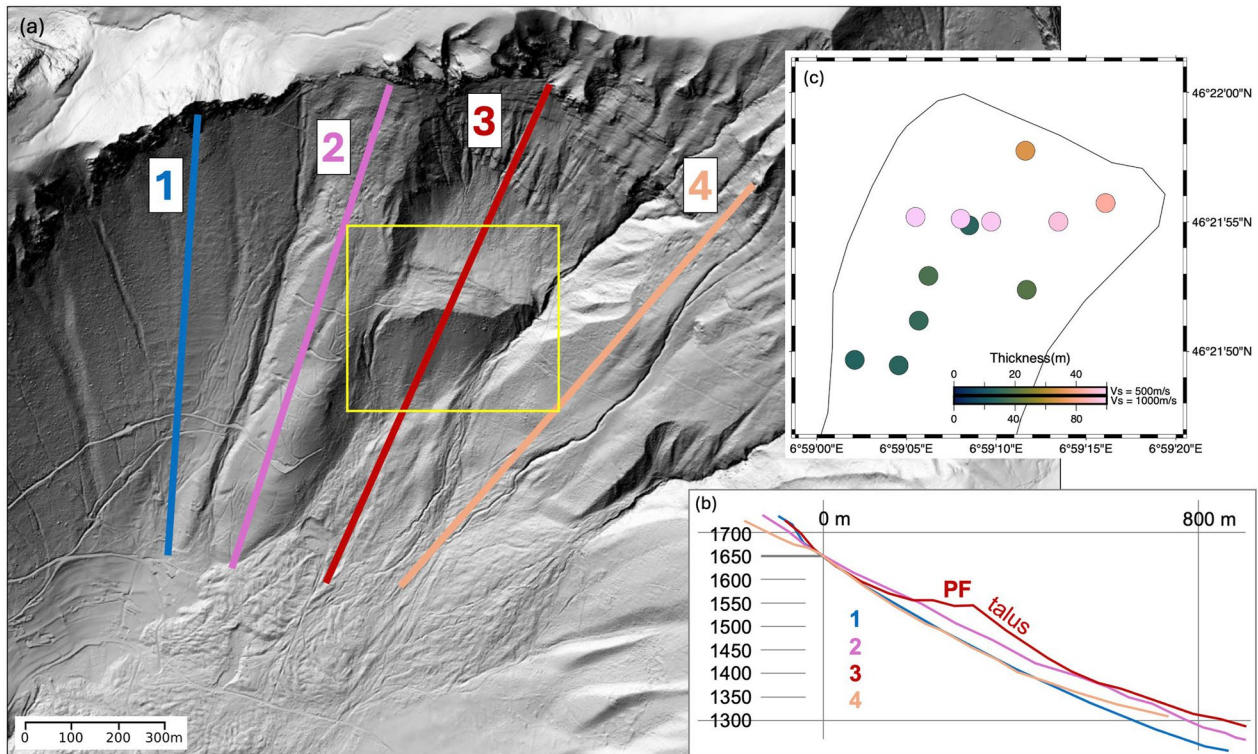 (a)
1
2
3
4
0 100 200 300m
(c)
46°22'00"N
46°21'55"N
46°21'50"N
Thickness(m)
0 20 40
Vs = 500m/s
Vs = 1000m/s
0 40 80
6°59'00"E 6°59'05"E 6°59'10"E 6°59'15"E 6°59'20"E
(b)
0 m 800 m
1700
1650
1600
1550
1500
1450
1400
1350
1300
PF
talus
1
2
3
4